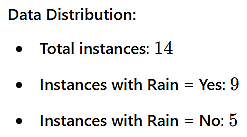 Data Distribution:
• Total instances: 14
• Instances with Rain = Yes: 9
• Instances with Rain = No: 5